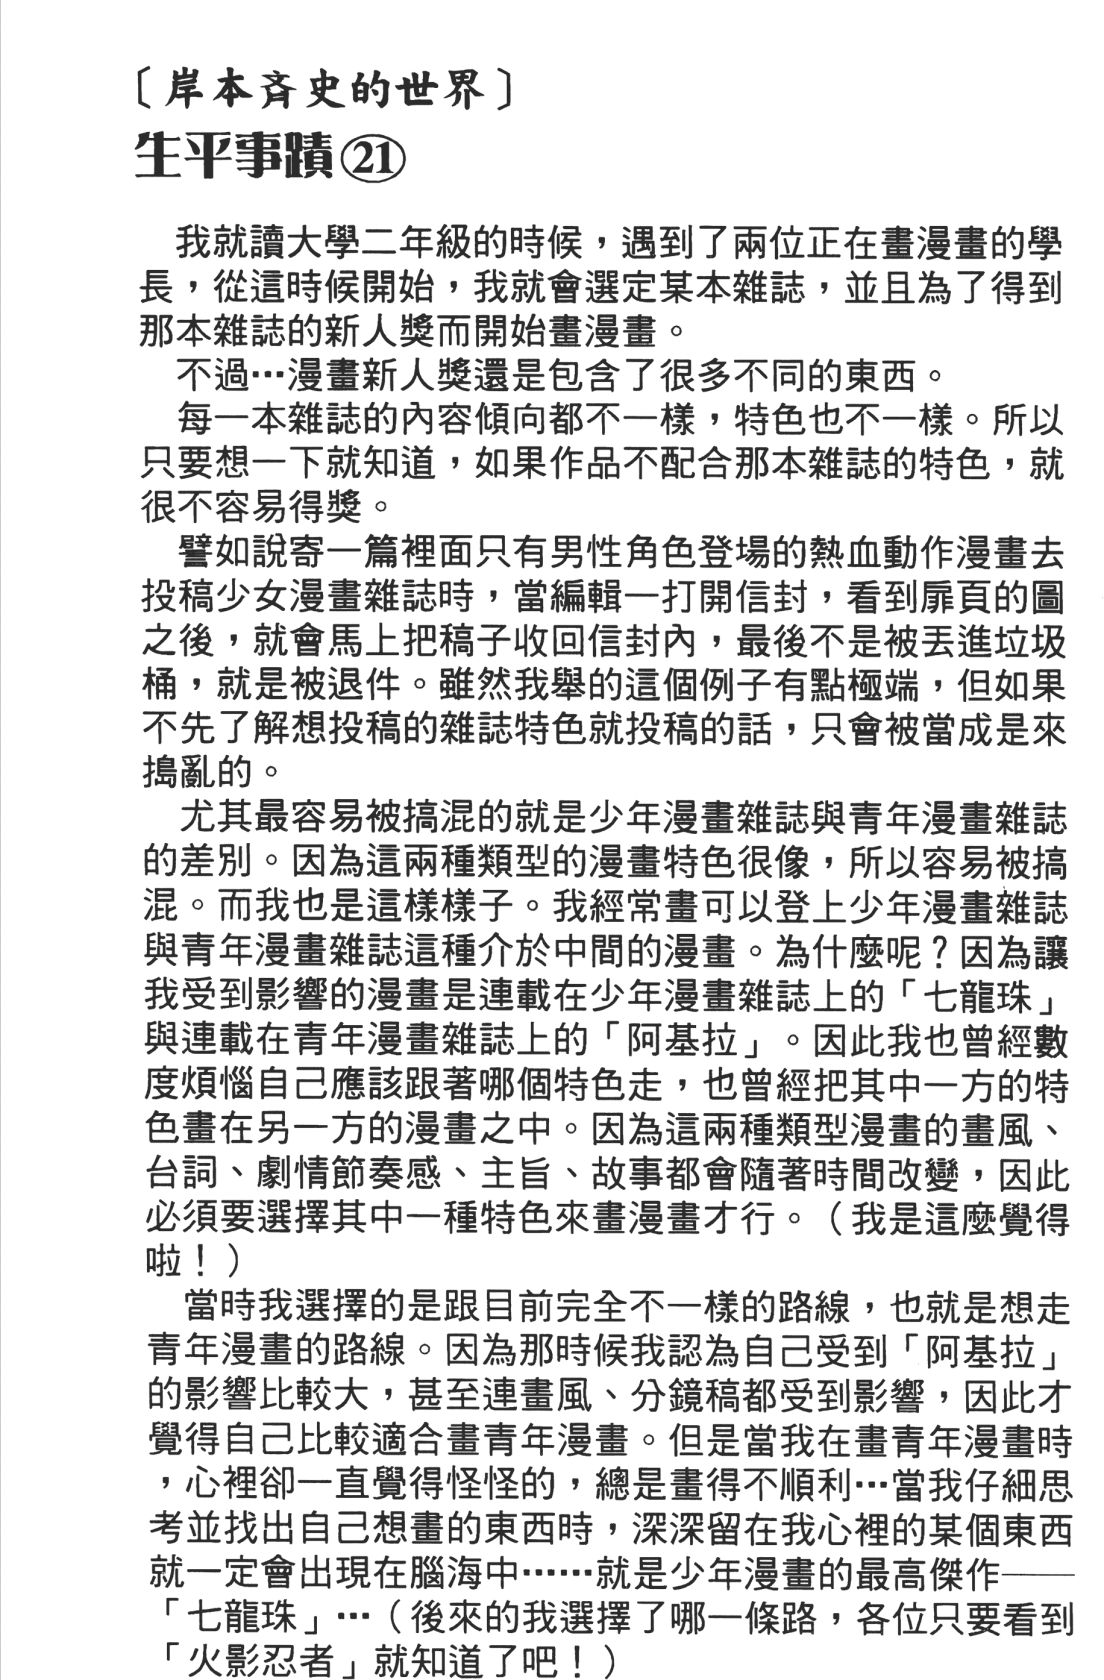 〔岸本斉史的世界〕
生平事蹟㉑
我就讀大學二年級的時候，遇到了兩位正在畫漫畫的學
長，從這時候開始，我就會選定某本雜誌，並且為了得到
那本雜誌的新人獎而開始畫漫畫。
不過…漫畫新人獎還是包含了很多不同的東西。
每一本雜誌的內容傾向都不一樣，特色也不一樣。所以
只要想一下就知道，如果作品不配合那本雜誌的特色，就
很不容易得獎。
譬如說寄一篇裡面只有男性角色登場的熱血動作漫畫去
投稿少女漫畫雜誌時，當編輯一打開信封，看到扉頁的圖
之後，就會馬上把稿子收回信封內，最後不是被丟進垃圾
桶，就是被退件。雖然我舉的這個例子有點極端，但如果
不先了解想投稿的雜誌特色就投稿的話，只會被當成是來
搗亂的。
尤其最容易被搞混的就是少年漫畫雜誌與青年漫畫雜誌
的差別。因為這兩種類型的漫畫特色很像，所以容易被搞
混。而我也是這樣樣子。我經常畫可以登上少年漫畫雜誌
與青年漫畫雜誌這種介於中間的漫畫。為什麼呢？因為讓
我受到影響的漫畫是連載在少年漫畫雜誌上的「七龍珠」
與連載在青年漫畫雜誌上的「阿基拉」。因此我也曾經數
度煩惱自己應該跟著哪個特色走，也曾經把其中一方的特
色畫在另一方的漫畫之中。因為這兩種類型漫畫的畫風、
台詞、劇情節奏感、主旨、故事都會隨著時間改變，因此
必須要選擇其中一種特色來畫漫畫才行。（我是這麼覺得
啦！）
當時我選擇的是跟目前完全不一樣的路線，也就是想走
青年漫畫的路線。因為那時候我認為自己受到「阿基拉」
的影響比較大，甚至連畫風、分鏡稿都受到影響，因此才
覺得自己比較適合畫青年漫畫。但是當我在畫青年漫畫時
，心裡卻一直覺得怪怪的，總是畫得不順利…當我仔細思
考並找出自己想畫的東西時，深深留在我心裡的某個東西
就一定會出現在腦海中……就是少年漫畫的最高傑作——
「七龍珠」…（後來的我選擇了哪一條路，各位只要看到
「火影忍者」就知道了吧！）